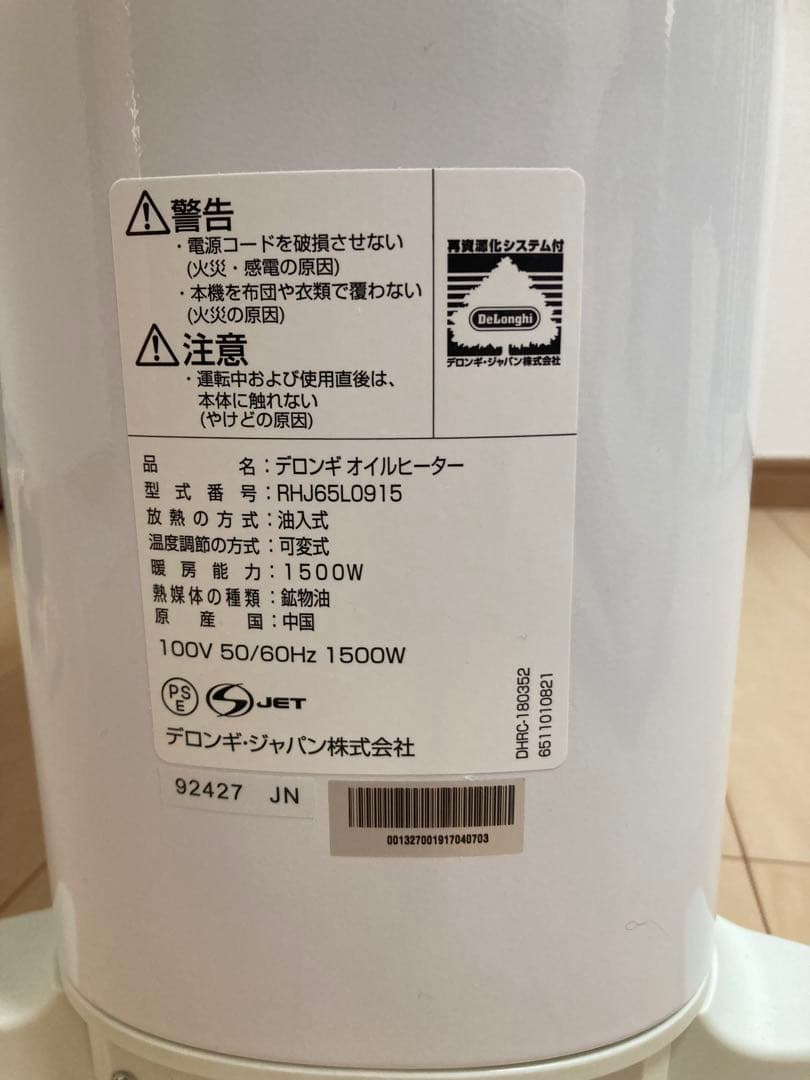 警告
・電源コードを破損させない
(火災・感電の原因)
・本機を布団や衣類で覆わない
(火災の原因)
注意
・運転中および使用直後は、
本体に触れない
(やけどの原因)
再資源化システム付
DeLonghi
デロンギ・ジャパン株式会社
品名：デロンギ オイルヒーター
型式番号：RHJ65L0915
放熱の方式：油入式
温度調節の方式：可変式
暖房能力：1500W
熱媒体の種類：鉱物油
原産国：中国
100V 50/60Hz 1500W
PS
E
S JET
デロンギ・ジャパン株式会社
DHRC-180352
6511010821
92427 JN
001327001917040703